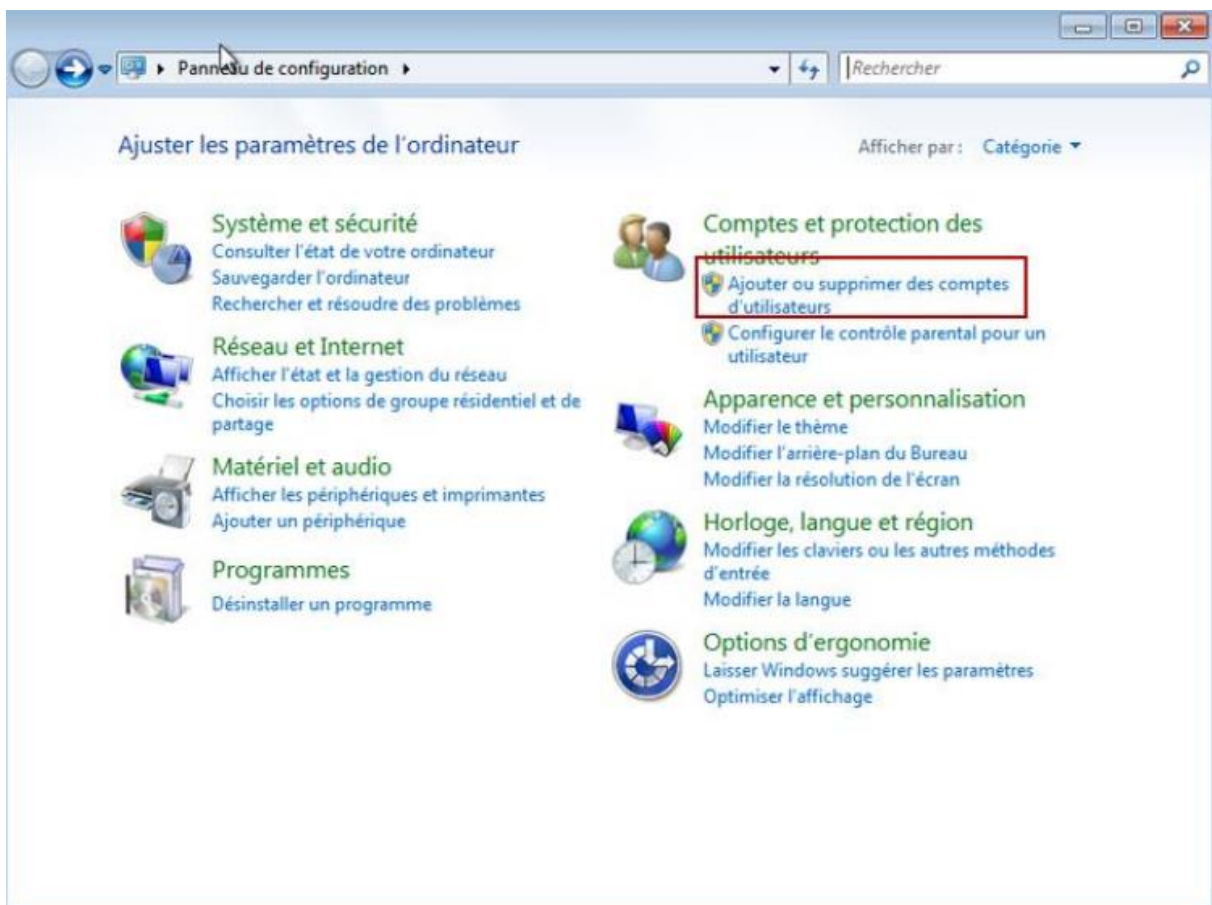 Panneau de configuration
Rechercher
Ajuster les paramètres de l'ordinateur
Afficher par :
Catégorie
Système et sécurité
Consulter l'état de votre ordinateur
Sauvegarder l'ordinateur
Rechercher et résoudre des problèmes
Réseau et Internet
Afficher l'état et la gestion du réseau
Choisir les options de groupe résidentiel et de
partage
Matériel et audio
Afficher les périphériques et imprimantes
Ajouter un périphérique
Programmes
Désinstaller un programme
Comptes et protection des
utilisateurs
Ajouter ou supprimer des comptes
d'utilisateurs
Configurer le contrôle parental pour un
utilisateur
Apparence et personnalisation
Modifier le thème
Modifier l'arrière-plan du Bureau
Modifier la résolution de l'écran
Horloge, langue et région
Modifier les claviers ou les autres méthodes
d'entrée
Modifier la langue
Options d'ergonomie
Laisser Windows suggérer les paramètres
Optimiser l'affichage